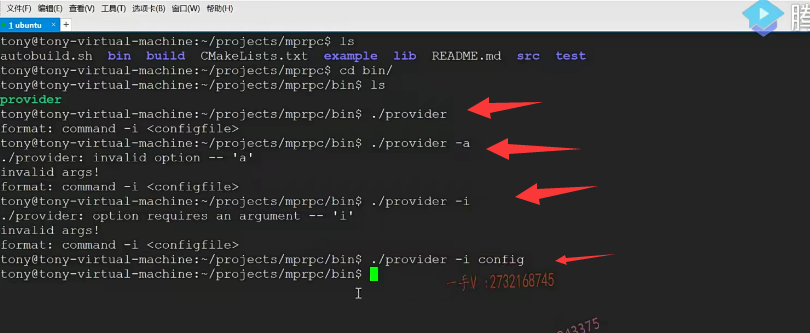 文件(F) 编辑(E) 查看(V) 工具(T) 选项卡(B) 窗口(W) 帮助(H)
1 ubuntu × +
tony@tony-virtual-machine:~/projects/mprpc$ ls
autobuild.sh bin build CMakeLists.txt example lib README.md src test
tony@tony-virtual-machine:~/projects/mprpc$ cd bin/
tony@tony-virtual-machine:~/projects/mprpc/bin$ ls
provider
tony@tony-virtual-machine:~/projects/mprpc/bin$ ./provider
format: command -i <configfile>
tony@tony-virtual-machine:~/projects/mprpc/bin$ ./provider -a
./provider: invalid option -- 'a'
invalid args!
format: command -i <configfile>
tony@tony-virtual-machine:~/projects/mprpc/bin$ ./provider -i
./provider: option requires an argument -- 'i'
invalid args!
format: command -i <configfile>
tony@tony-virtual-machine:~/projects/mprpc/bin$ ./provider -i config
tony@tony-virtual-machine:~/projects/mprpc/bin$
一手V :2732168745